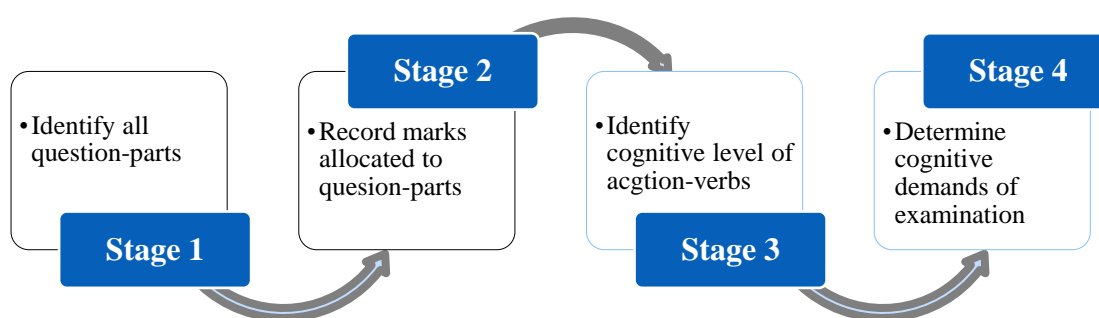 Stage 1
•Identify all
question-parts
Stage 2
•Record marks
allocated to
quesion-parts
Stage 3
•Identify
cognitive level of
acgtion-verbs
Stage 4
•Determine
cognitive
demands of
examination